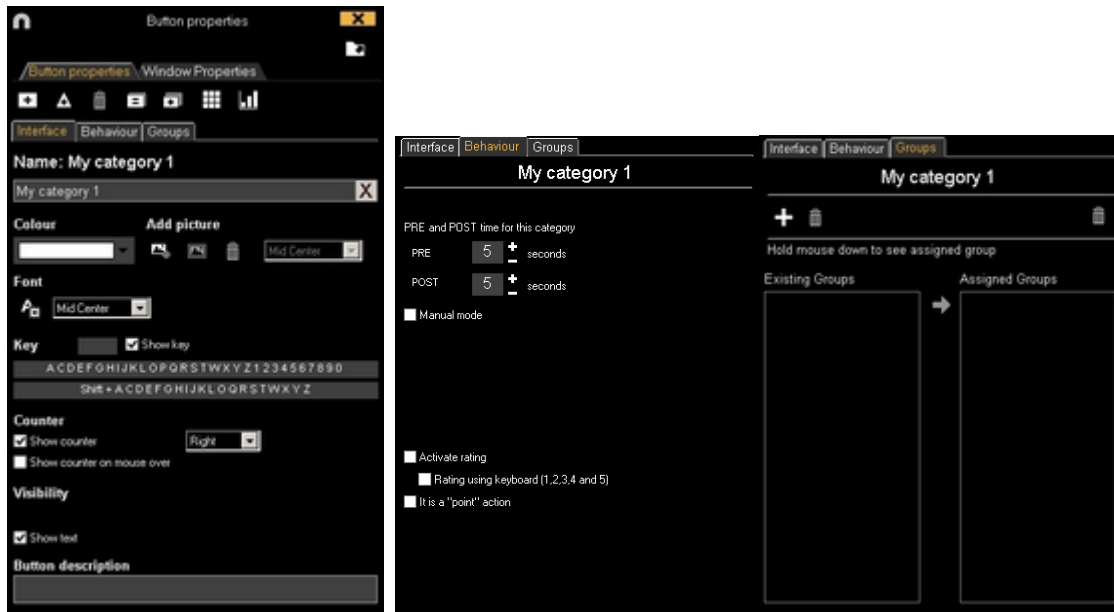 Button properties
Button properties Window Properties
Interface Behaviour Groups
Name: My category 1
My category 1 X
Colour Add picture
Mid Center
Font
Mid Center
Key Show key
A C D E F G H I J K L O P Q R S T W X Y Z 1 2 3 4 5 6 7 8 9 0
Shift + A C D E F G H I J K L O Q R S T W X Y Z
Counter
Show counter Right
Show counter on mouse over
Visibility
Show text
Button description
Interface Behaviour Groups
My category 1
PRE and POST time for this category
PRE 5 seconds
POST 5 seconds
Manual mode
Activate rating
Rating using keyboard (1,2,3,4 and 5)
It is a "point" action
Interface Behaviour Groups
My category 1
Hold mouse down to see assigned group
Existing Groups Assigned Groups